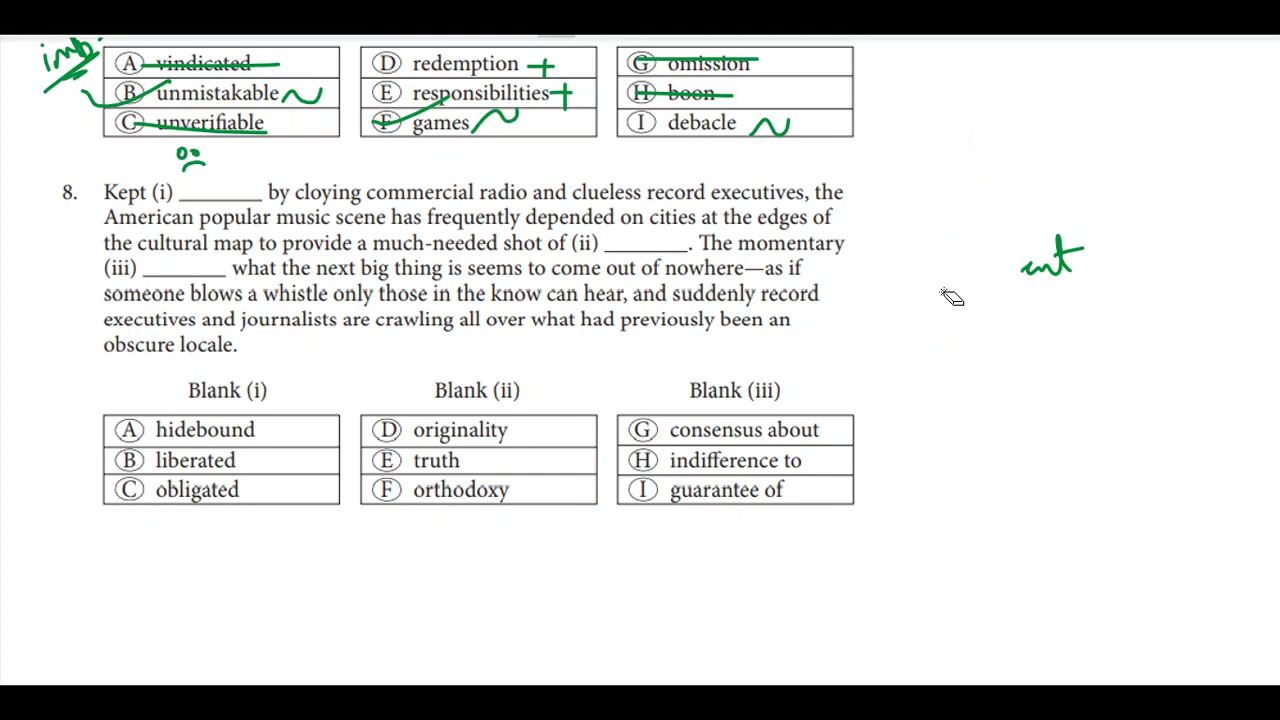 imp.
A vindicated
D redemption +
G omission
B unmistakable
E responsibilities +
H boon
C unverifiable
F games
I debacle
8. Kept (i) ________ by cloying commercial radio and clueless record executives, the
American popular music scene has frequently depended on cities at the edges of
the cultural map to provide a much-needed shot of (ii) ________. The momentary
(iii) ________ what the next big thing is seems to come out of nowhere—as if
someone blows a whistle only those in the know can hear, and suddenly record
executives and journalists are crawling all over what had previously been an
obscure locale.
Blank (i)
Blank (ii)
Blank (iii)
A hidebound
D originality
G consensus about
B liberated
E truth
H indifference to
C obligated
F orthodoxy
I guarantee of